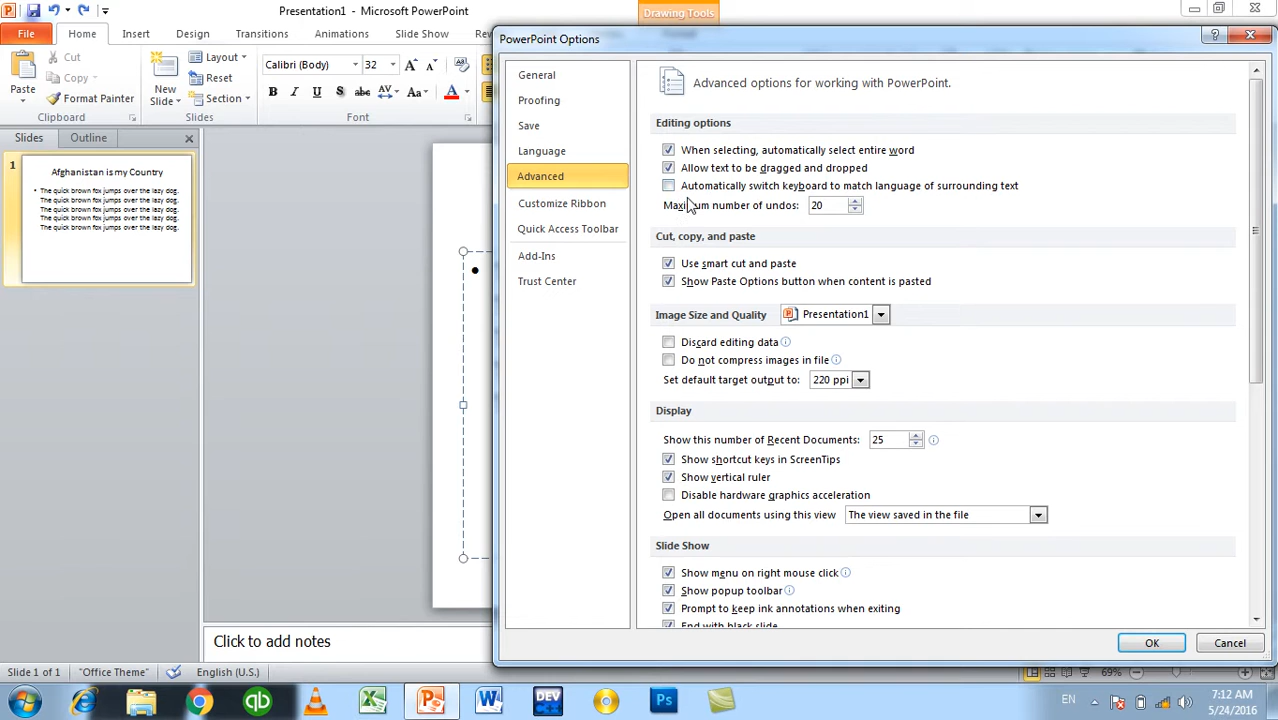 Presentation1 - Microsoft PowerPoint
Drawing Tools
File
Home
Insert
Design
Transitions
Animations
Slide Show
Cut
Copy
Format Painter
Paste
New
Slide
Layout
Reset
Section
Slides
Calibri (Body)
32
Font
PowerPoint Options
General
Proofing
Save
Language
Advanced
Customize Ribbon
Quick Access Toolbar
Add-Ins
Trust Center
Advanced options for working with PowerPoint.
Editing options
When selecting, automatically select entire word
Allow text to be dragged and dropped
Automatically switch keyboard to match language of surrounding text
Maximum number of undos: 20
Cut, copy, and paste
Use smart cut and paste
Show Paste Options button when content is pasted
Image Size and Quality Presentation1
Discard editing data
Do not compress images in file
Set default target output to: 220 ppi
Display
Show this number of Recent Documents: 25
Show shortcut keys in ScreenTips
Show vertical ruler
Disable hardware graphics acceleration
Open all documents using this view The view saved in the file
Slide Show
Show menu on right mouse click
Show popup toolbar
Prompt to keep ink annotations when exiting
End with black slide
OK
Cancel
Slides
Outline
1
Afghanistan is my Country
• The quick brown fox jumps over the lazy dog.
The quick brown fox jumps over the lazy dog.
The quick brown fox jumps over the lazy dog.
The quick brown fox jumps over the lazy dog.
The quick brown fox jumps over the lazy dog.
Click to add notes
Slide 1 of 1
"Office Theme"
English (U.S.)
69%
EN
7:12 AM
5/24/2016